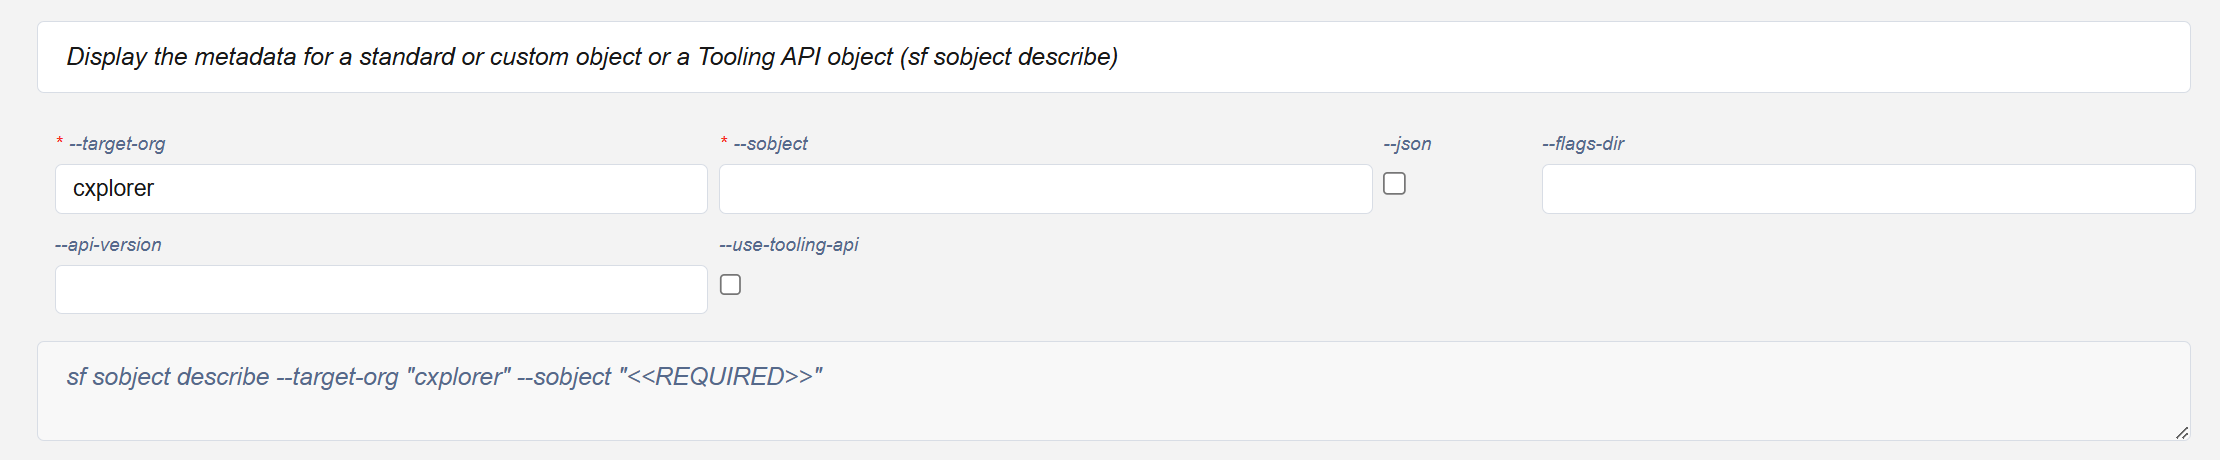 Display the metadata for a standard or custom object or a Tooling API object (sf sobject describe)
* --target-org
* --sobject
--json
--flags-dir
cxplorer
--api-version
--use-tooling-api
sf sobject describe --target-org "cxplorer" --sobject "<<REQUIRED>>"